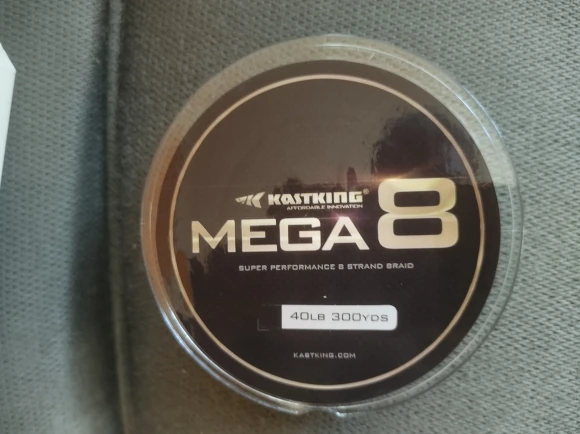 KASTKING®
AFFORDABLE INNOVATION
MEGA 8
SUPER PERFORMANCE 8 STRAND BRAID
40LB 300YDS
KASTKING.COM